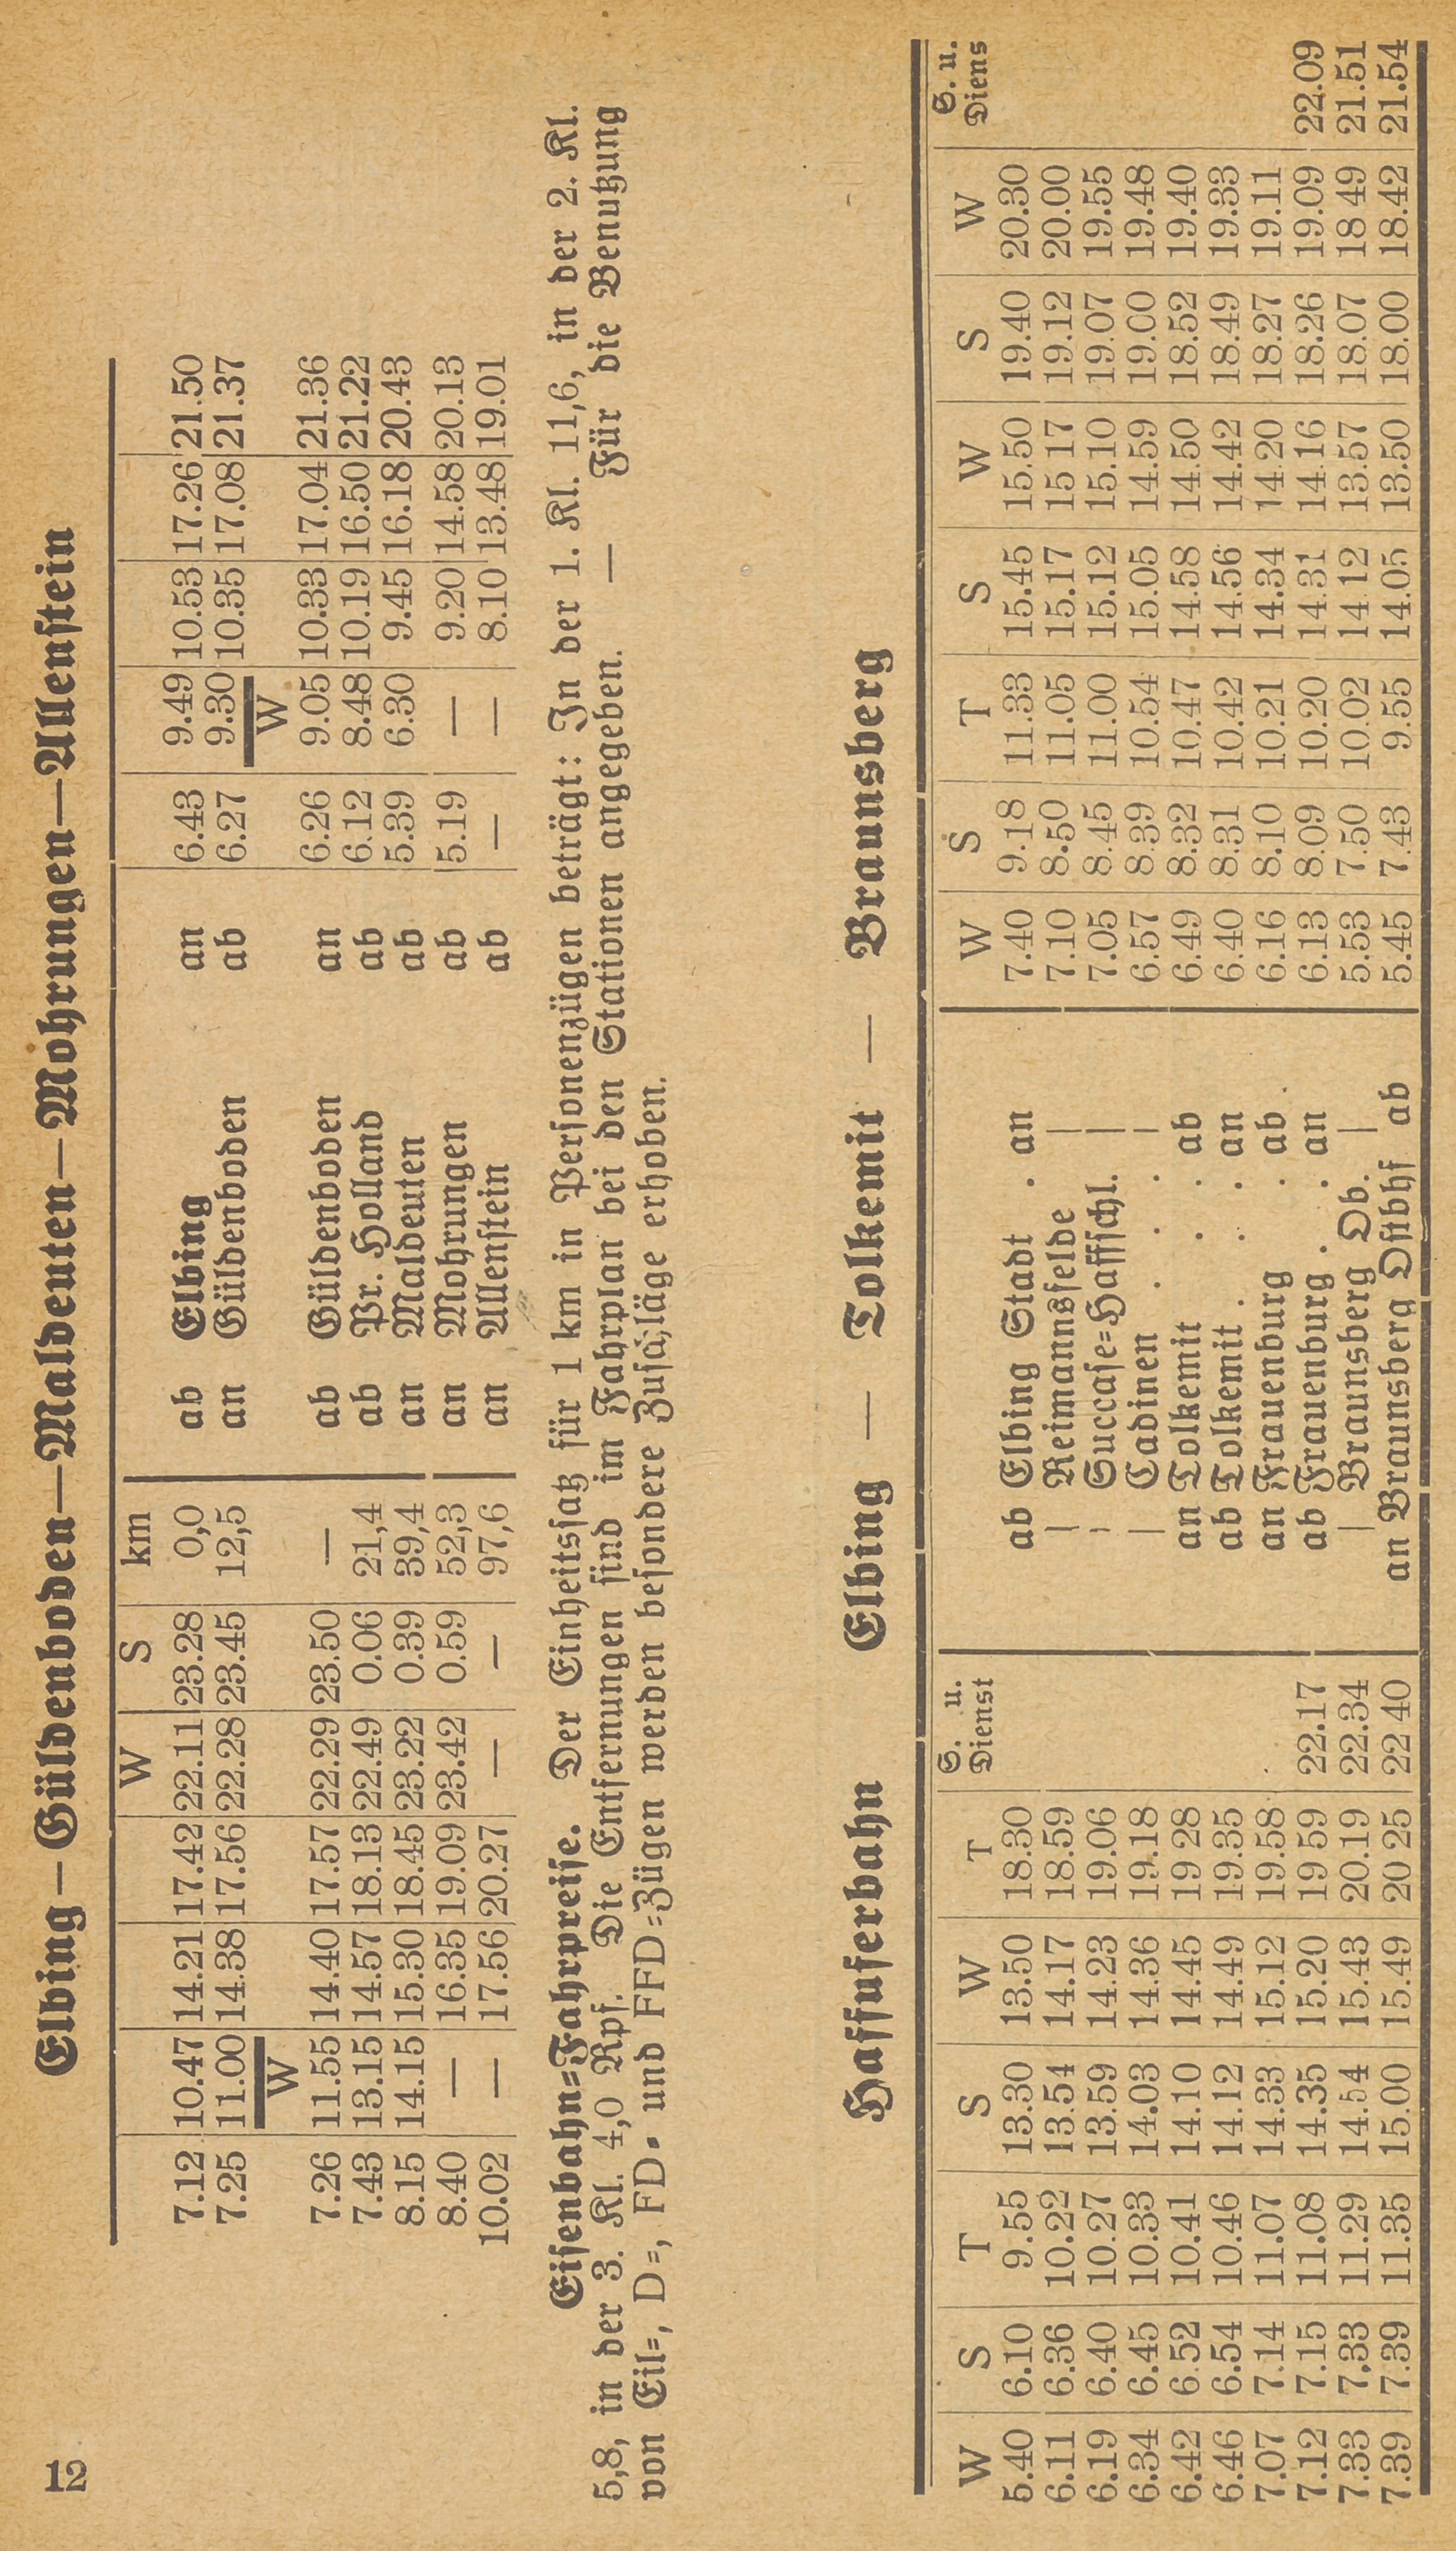 12
Elbing—Güldenboden—Maldeuten—Mohrungen—Allenstein
W S km
7.12 10.47 14.21 17.42 22.11 23.28 0,0 ab Elbing an 6.43 9.49 10.53 17.26 21.50
7.25 11.00 14.38 17.56 22.28 23.45 12,5 an Güldenboden ab 6.27 9.30 10.35 17.08 21.37
W W
7.26 11.55 14.40 17.57 22.29 23.50 — ab Güldenboden an 6.26 9.05 10.33 17.04 21.36
7.43 13.15 14.57 18.13 22.49 0.06 21,4 ab Pr. Holland ab 6.12 8.48 10.19 16.50 21.22
8.15 14.15 15.30 18.45 23.22 0.39 39,4 an Maldeuten ab 5.39 6.30 9.45 16.18 20.43
8.40 — 16.35 19.09 23.42 0.59 52,3 an Mohrungen ab 5.19 — 9.20 14.58 20.13
10.02 — 17.56 20.27 — — 97,6 an Allenstein ab — — 8.10 13.48 19.01
Eisenbahn=Fahrpreise. Der Einheitssatz für 1 km in Personenzügen beträgt: In der 1. Kl. 11,6, in der 2. Kl.
5,8, in der 3. Kl. 4,0 Rpf. Die Entfernungen sind im Fahrplan bei den Stationen angegeben. — Für die Benutzung
von Eil=, D=, FD= und FFD=Zügen werden besondere Zuschläge erhoben.
Haffuferbahn Elbing — Tolkemit — Braunsberg
W S T S W T S. u. Dienst W S T S W S W S. u. Diens
5.40 6.10 9.55 13.30 13.50 18.30 ab Elbing Stadt . an 7.40 9.18 11.33 15.45 15.50 19.40 20.30
6.11 6.36 10.22 13.54 14.17 18.59 | Reimannsfelde | 7.10 8.50 11.05 15.17 15 17 19.12 20.00
6.19 6.40 10.27 13.59 14.23 19.06 | Succase=Haffschl. | 7.05 8.45 11.00 15.12 15.10 19.07 19.55
6.34 6.45 10.33 14.03 14.36 19.18 | Cadinen . . . | 6.57 8.39 10.54 15.05 14.59 19.00 19.48
6.42 6.52 10.41 14.10 14.45 19 28 an Tolkemit . . ab 6.49 8.32 10.47 14.58 14.50 18.52 19.40
6.46 6.54 10.46 14.12 14.49 19.35 ab Tolkemit . . . an 6.40 8.31 10.42 14.56 14.42 18.49 19.33
7.07 7.14 11.07 14.33 15.12 19.58 an Frauenburg . ab 6.16 8.10 10.21 14.34 14 20 18.27 19.11
7.12 7.15 11.08 14.35 15.20 19 59 22.17 ab Frauenburg . . an 6.13 8.09 10.20 14.31 14 16 18.26 19.09 22.09
7.33 7.33 11.29 14.54 15.43 20.19 22.34 | Braunsberg Ob. | 5.53 7.50 10.02 14 12 13.57 18.07 18 49 21.51
7.39 7.39 11.35 15.00 15.49 20 25 22 40 an Braunsberg Ostbhf ab 5.45 7.43 9.55 14.05 13.50 18.00 18.42 21.54